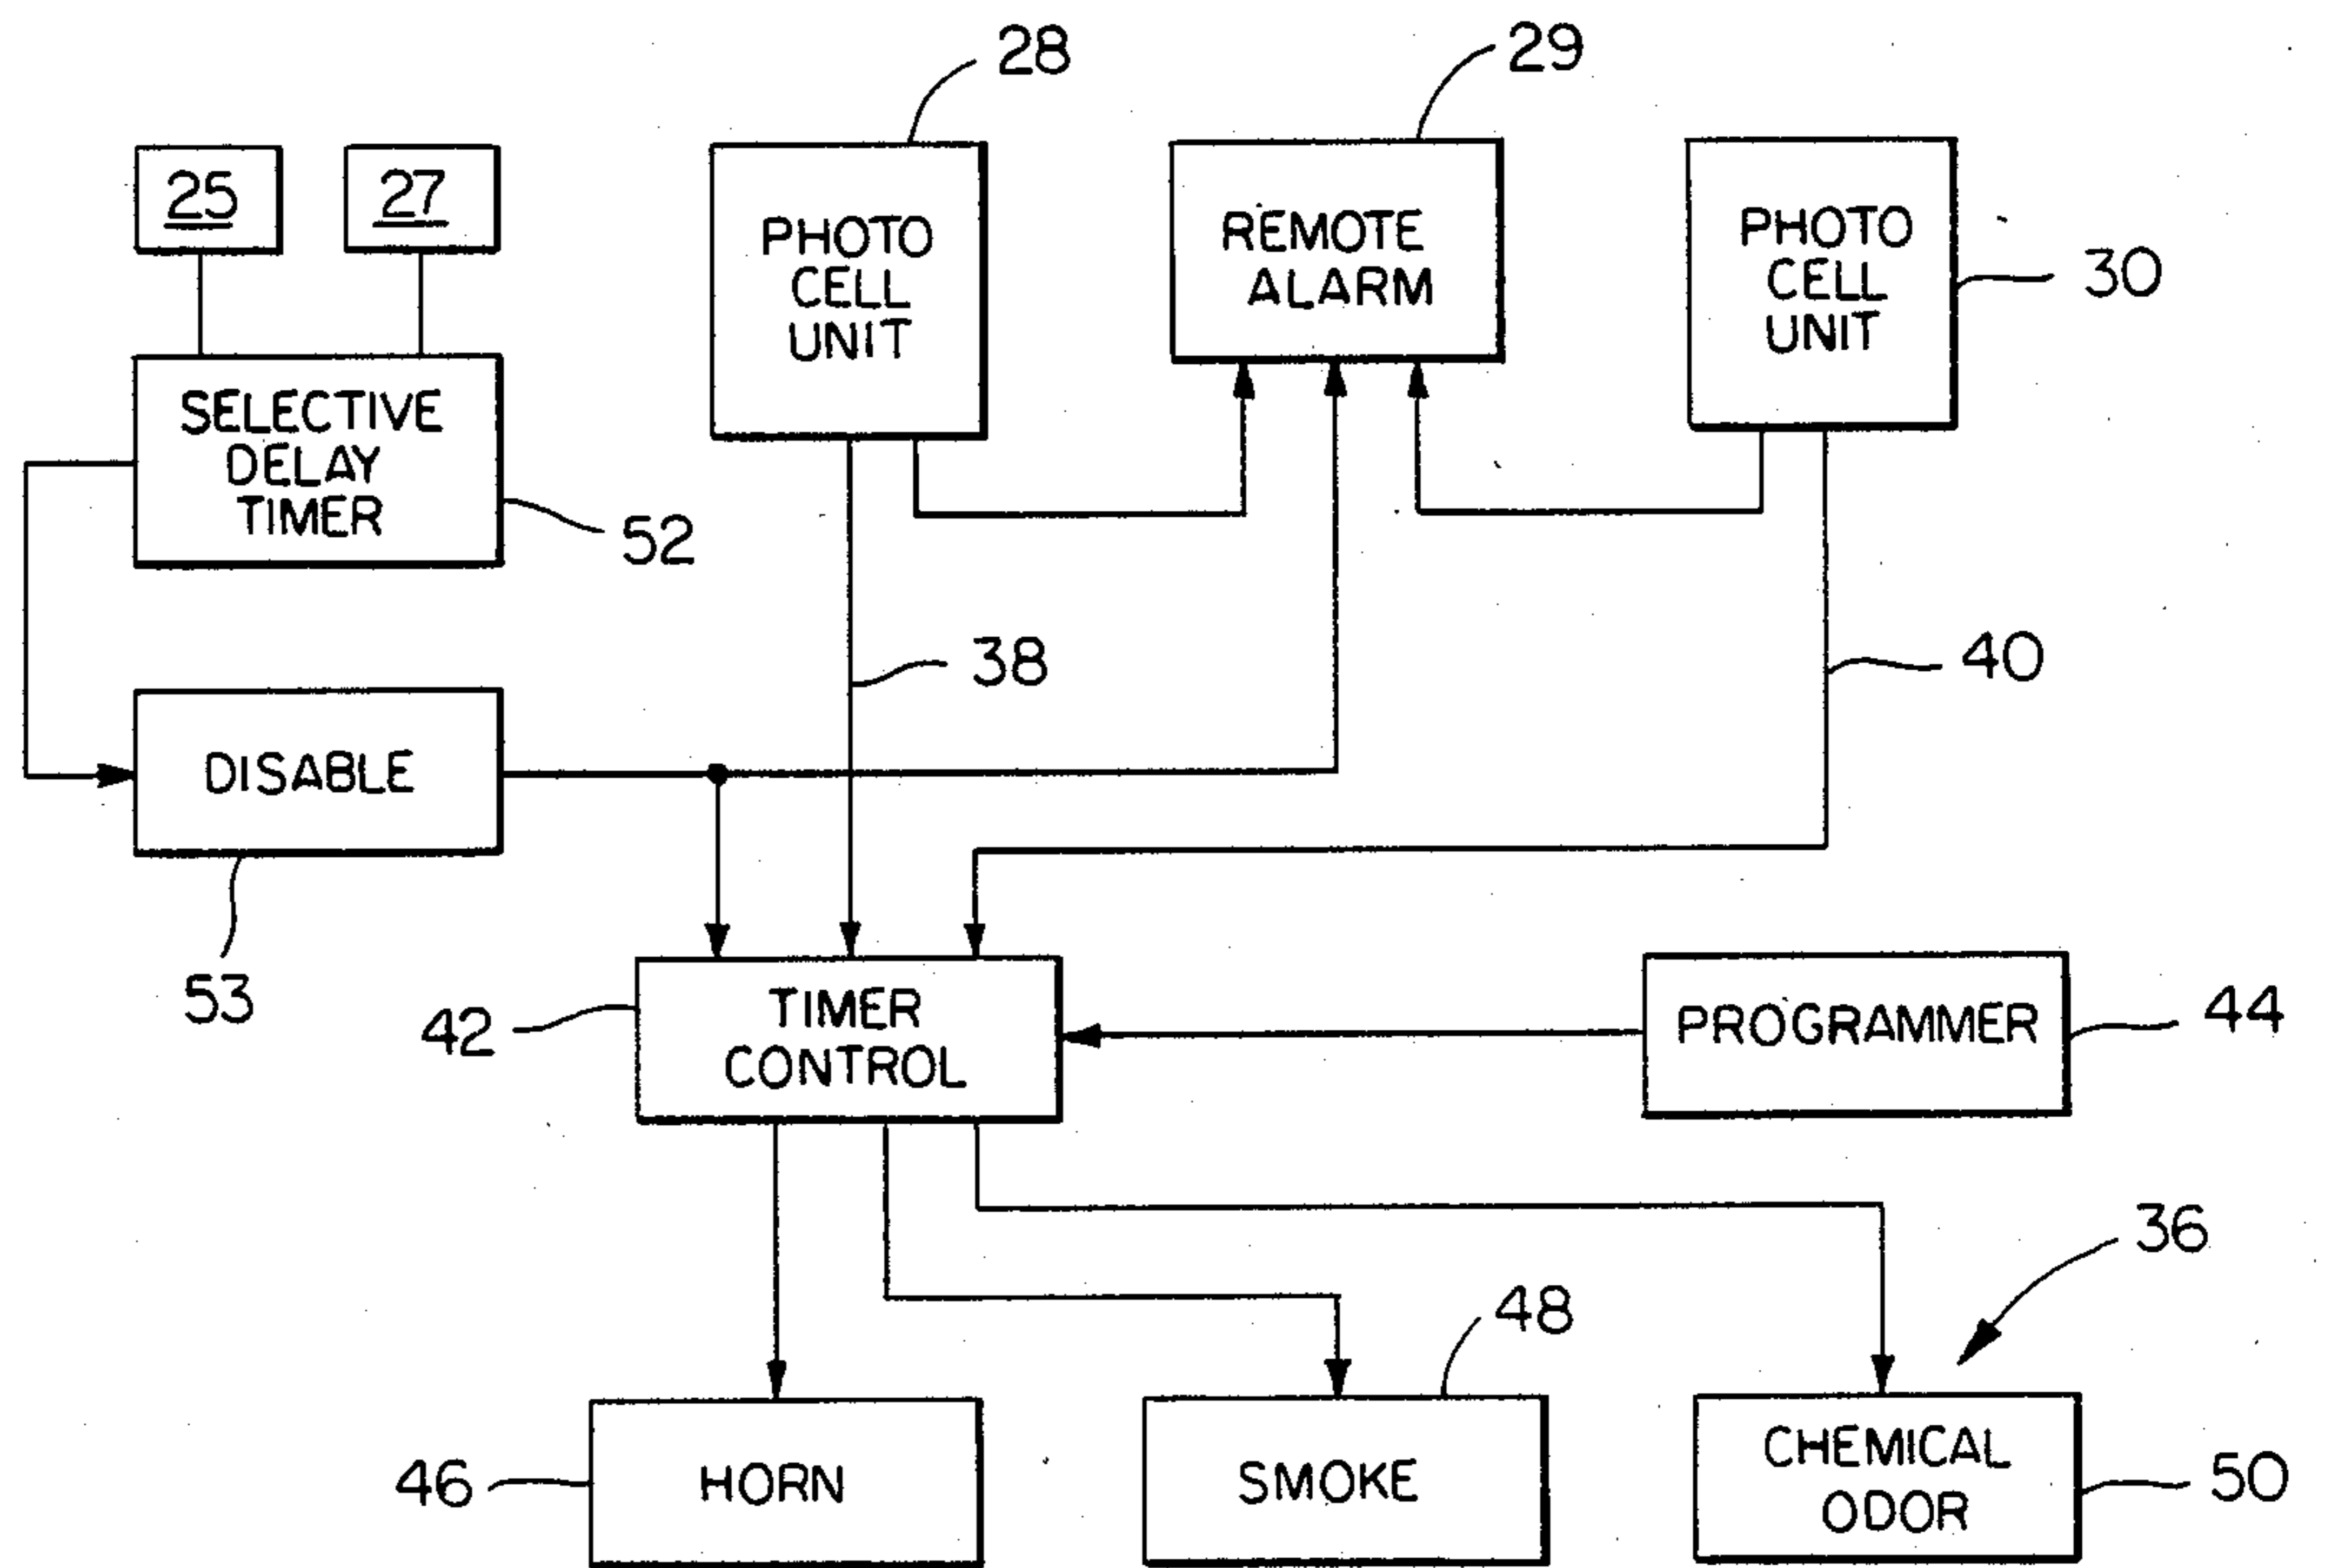 28
29
25
27
PHOTO
CELL
UNIT
REMOTE
ALARM
PHOTO
CELL
UNIT
30
SELECTIVE
DELAY
TIMER
52
38
40
DISABLE
53
42
TIMER
CONTROL
PROGRAMMER
44
36
48
46
HORN
SMOKE
CHEMICAL
ODOR
50